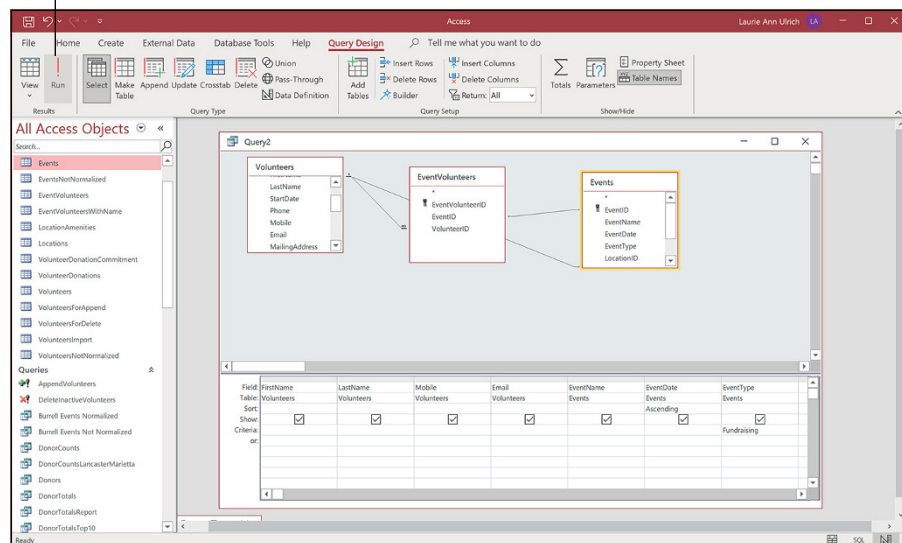 Access
Laurie Ann Ulrich LA
File Home Create External Data Database Tools Help Query Design Tell me what you want to do
View Run Select Make Table Append Update Crosstab Delete
Union
Pass-Through
Data Definition
Add Tables
Insert Rows
Delete Rows
Builder
Insert Columns
Delete Columns
Return: All
Totals Parameters
Property Sheet
Table Names
Results Query Type Query Setup Show/Hide
All Access Objects
Search...
Events
EventsNotNormalized
EventVolunteers
EventVolunteersWithName
LocationAmenities
Locations
VolunteerDonationCommitment
VolunteerDonations
Volunteers
VolunteersForAppend
VolunteersForDelete
VolunteersImport
VolunteersNotNormalized
Queries
AppendVolunteers
DeleteInactiveVolunteers
Burrell Events Normalized
Burrell Events Not Normalized
DonorCounts
DonorCountsLancasterMarietta
Donors
DonorTotals
DonorTotalsReport
DonorTotalsTop10
Query2
Volunteers
LastName
StartDate
Phone
Mobile
Email
MailingAddress
EventVolunteers
*
EventVolunteerID
EventID
VolunteerID
Events
*
EventID
EventName
EventDate
EventType
LocationID
Field: FirstName LastName Mobile Email EventName EventDate EventType
Table: Volunteers Volunteers Volunteers Volunteers Events Events Events
Sort: Ascending
Show:
Criteria: Fundraising
or:
Ready SQL